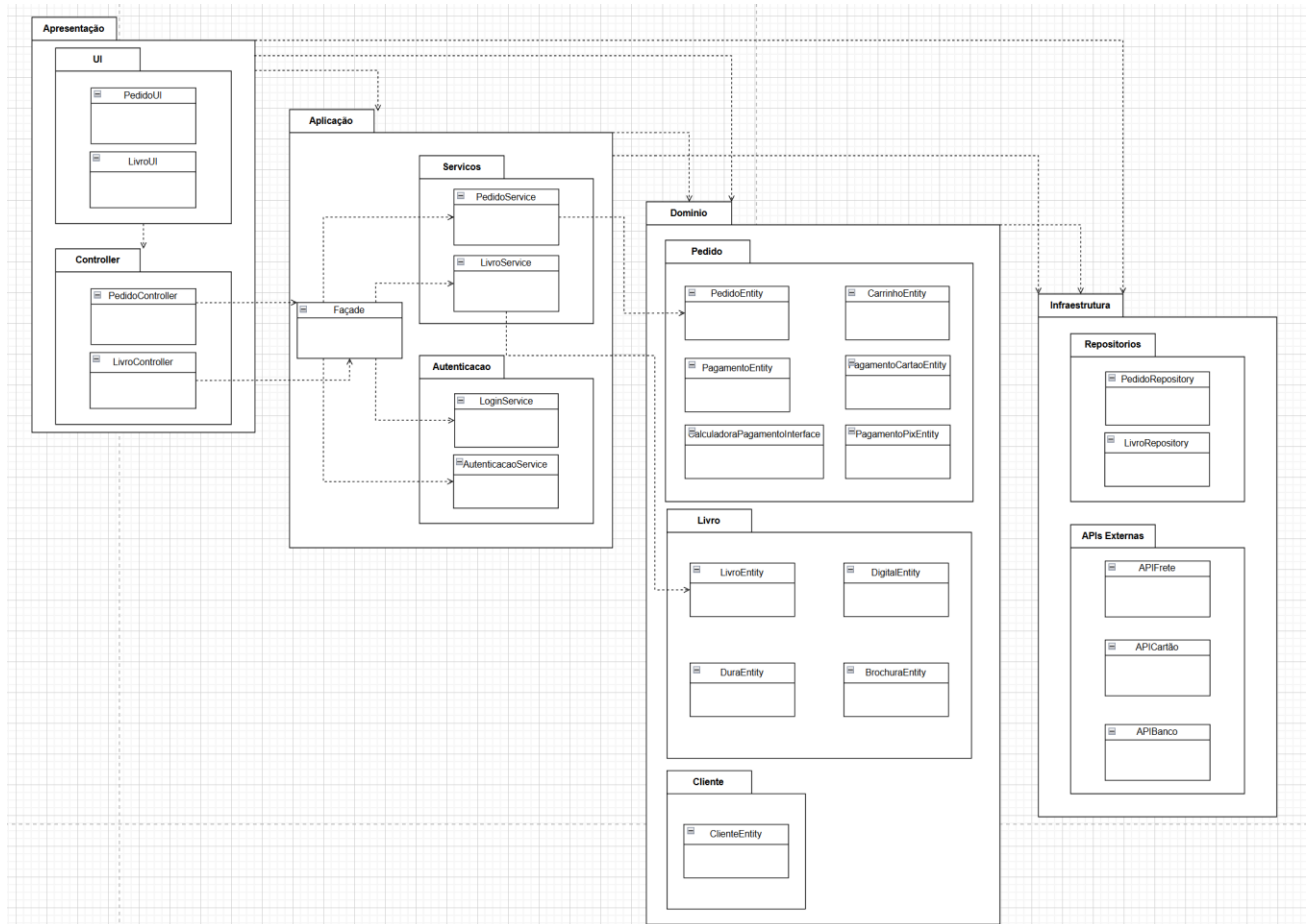 Apresentação
UI
PedidoUI
LivroUI
Controller
PedidoController
LivroController
Aplicação
Servicos
PedidoService
LivroService
Façade
Autenticacao
LoginService
AutenticacaoService
Dominio
Pedido
PedidoEntity
CarrinhoEntity
PagamentoEntity
PagamentoCartaoEntity
CalculadoraPagamentoInterface
PagamentoPixEntity
Livro
LivroEntity
DigitalEntity
DuraEntity
BrochuraEntity
Cliente
ClienteEntity
Infraestrutura
Repositorios
PedidoRepository
LivroRepository
APIs Externas
APIFrete
APICartão
APIBanco